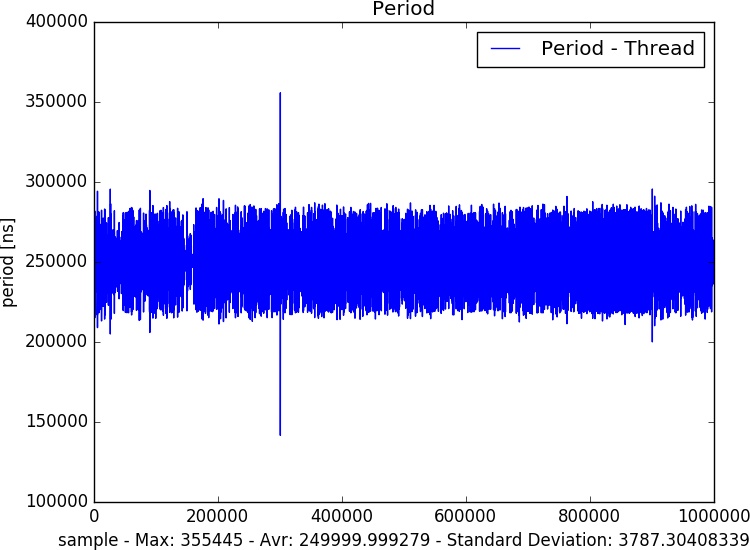 Period
400000
Period - Thread
350000
300000
250000
period [ns]
200000
150000
100000
0 200000 400000 600000 800000 1000000
sample - Max: 355445 - Avr: 249999.999279 - Standard Deviation: 3787.30408339